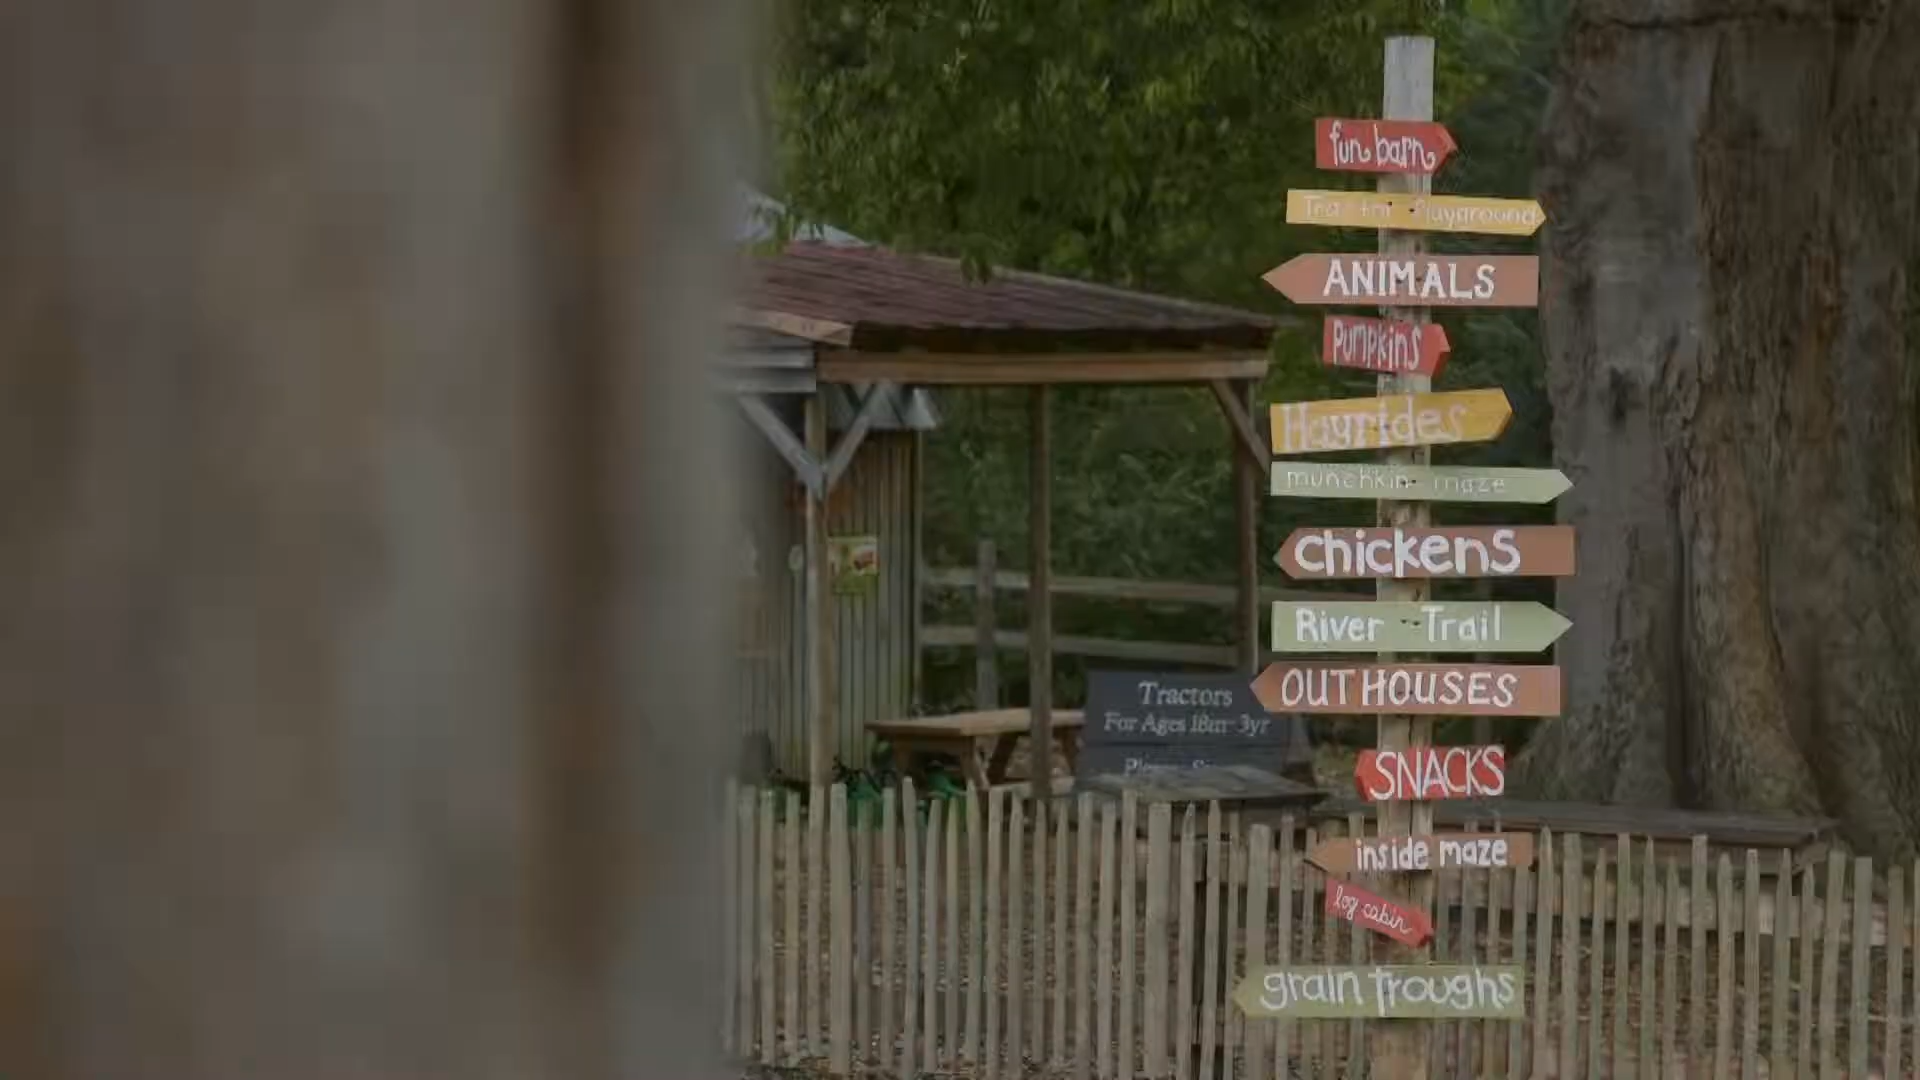 fun barn
Tractor Playground
ANIMALS
PUMPKINS
Hayrides
munchkin maze
chickens
River Trail
OUTHOUSES
Tractors
For Ages 18m-3yr
SNACKS
inside maze
log cabin
grain troughs